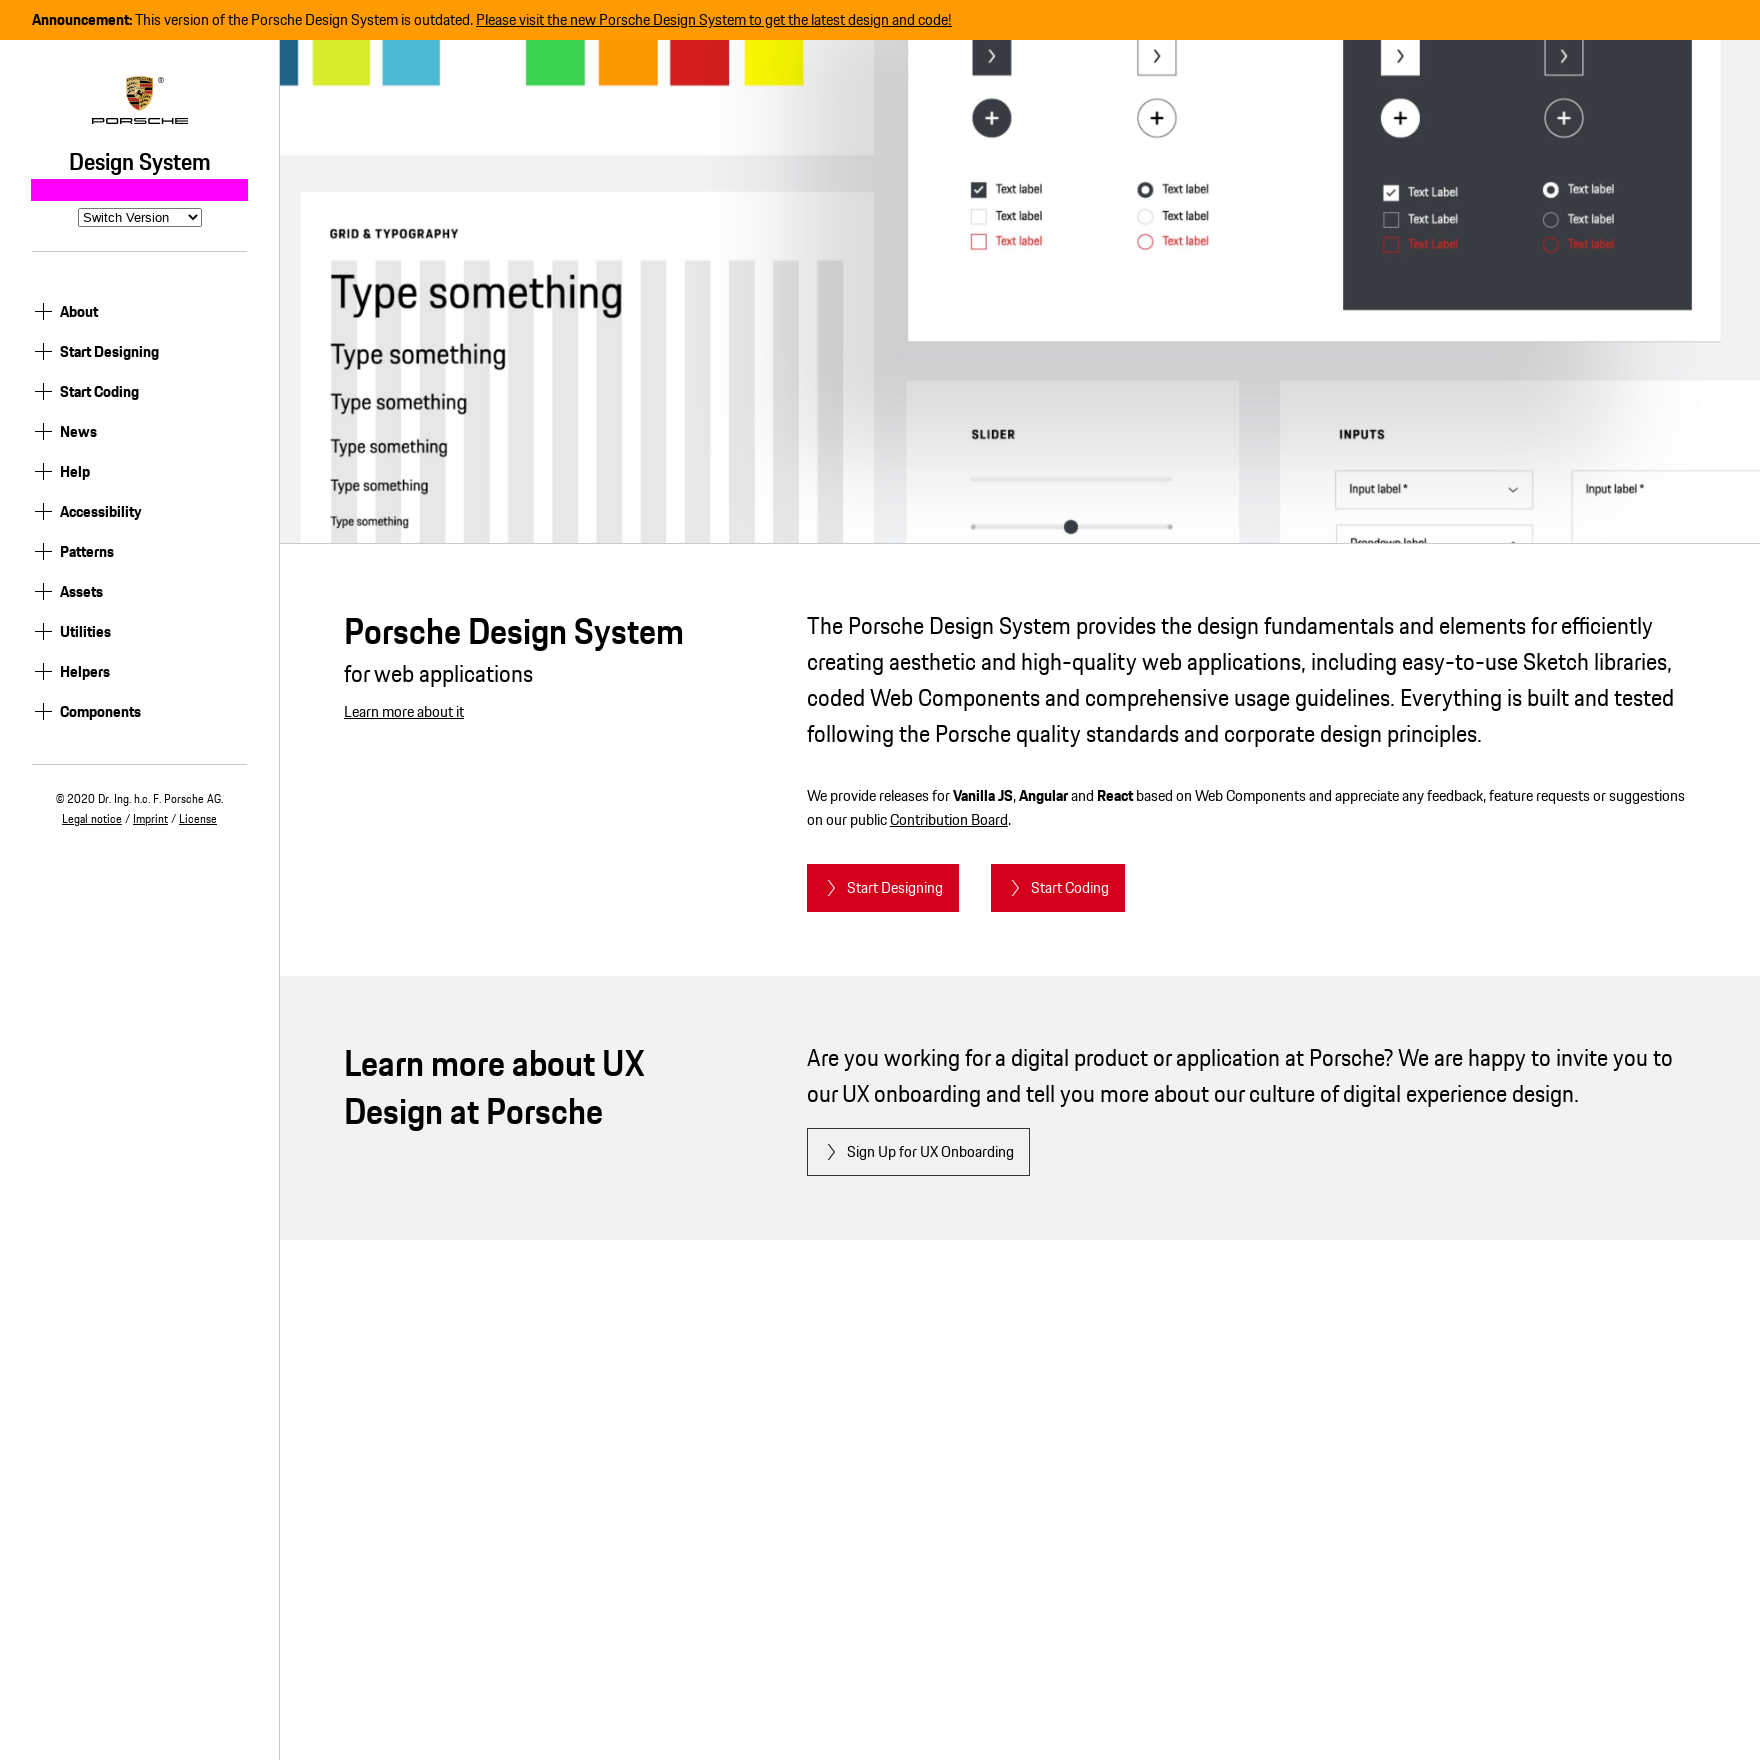 Announcement: This version of the Porsche Design System is outdated. Please visit the new Porsche Design System to get the latest design and code!
®
PORSCHE
Design System
Switch Version
About
Start Designing
Start Coding
News
Help
Accessibility
Patterns
Assets
Utilities
Helpers
Components
© 2020 Dr. Ing. h.c. F. Porsche AG.
Legal notice / Imprint / License
GRID & TYPOGRAPHY
Type something
Type something
Type something
Type something
Type something
Type something
Text label
Text label
Text label
Text label
Text label
Text label
Text Label
Text Label
Text Label
Text label
Text label
Text label
SLIDER
INPUTS
Input label *
Input label *
Dropdown label
Porsche Design System
for web applications
Learn more about it
The Porsche Design System provides the design fundamentals and elements for efficiently
creating aesthetic and high-quality web applications, including easy-to-use Sketch libraries,
coded Web Components and comprehensive usage guidelines. Everything is built and tested
following the Porsche quality standards and corporate design principles.
We provide releases for Vanilla JS, Angular and React based on Web Components and appreciate any feedback, feature requests or suggestions
on our public Contribution Board.
Start Designing
Start Coding
Learn more about UX
Design at Porsche
Are you working for a digital product or application at Porsche? We are happy to invite you to
our UX onboarding and tell you more about our culture of digital experience design.
Sign Up for UX Onboarding